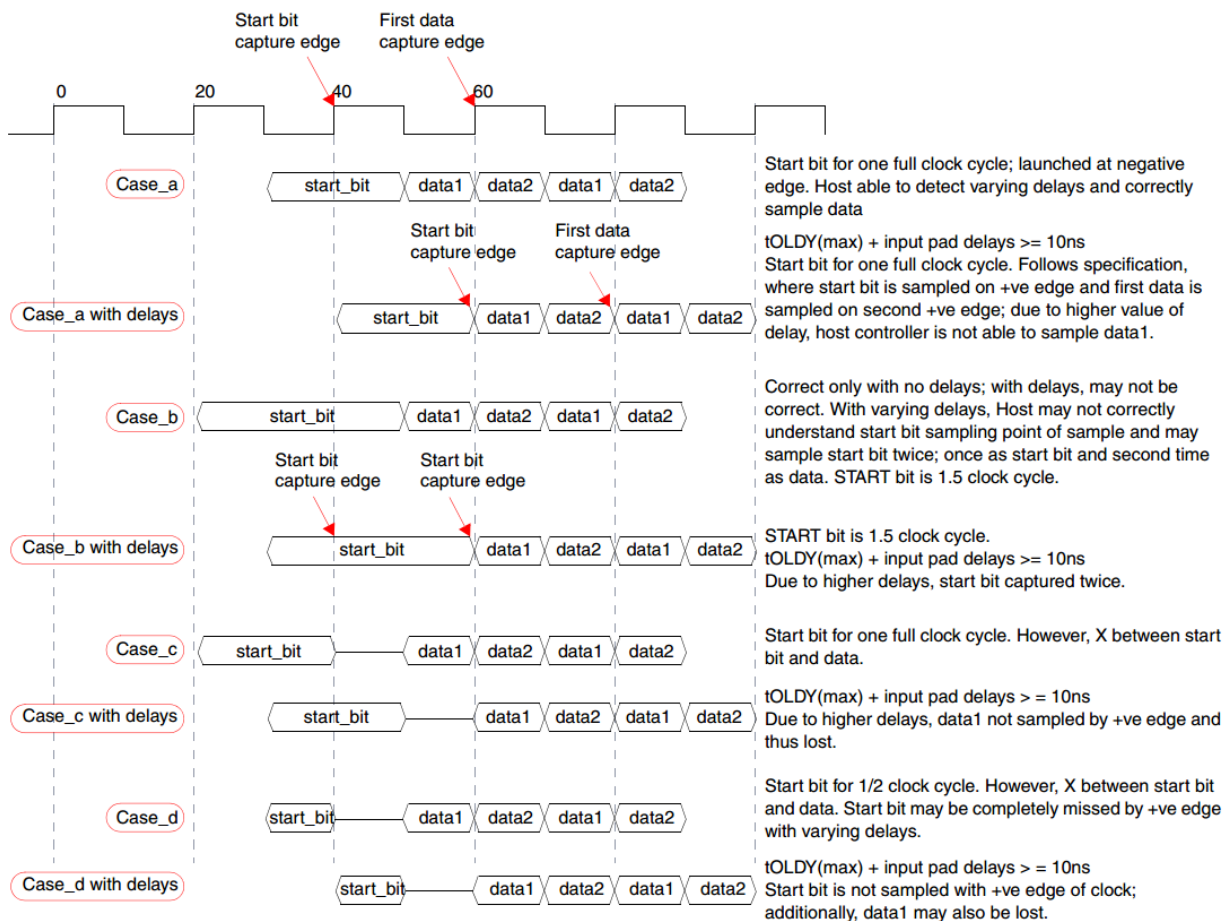 Start bit
capture edge
First data
capture edge
0
20
40
60
Case_a
start_bit
data1
data2
data1
data2
Start bit for one full clock cycle; launched at negative
edge. Host able to detect varying delays and correctly
sample data
Start bit
capture edge
First data
capture edge
Case_a with delays
start_bit
data1
data2
data1
data2
tOLDY(max) + input pad delays >= 10ns
Start bit for one full clock cycle. Follows specification,
where start bit is sampled on +ve edge and first data is
sampled on second +ve edge; due to higher value of
delay, host controller is not able to sample data1.
Case_b
start_bit
data1
data2
data1
data2
Correct only with no delays; with delays, may not be
correct. With varying delays, Host may not correctly
understand start bit sampling point of sample and may
sample start bit twice; once as start bit and second time
as data. START bit is 1.5 clock cycle.
Start bit
capture edge
Start bit
capture edge
Case_b with delays
start_bit
data1
data2
data1
data2
START bit is 1.5 clock cycle.
tOLDY(max) + input pad delays >= 10ns
Due to higher delays, start bit captured twice.
Case_c
start_bit
data1
data2
data1
data2
Start bit for one full clock cycle. However, X between start
bit and data.
Case_c with delays
start_bit
data1
data2
data1
data2
tOLDY(max) + input pad delays > = 10ns
Due to higher delays, data1 not sampled by +ve edge and
thus lost.
Case_d
start_bit
data1
data2
data1
data2
Start bit for 1/2 clock cycle. However, X between start bit
and data. Start bit may be completely missed by +ve edge
with varying delays.
Case_d with delays
start_bit
data1
data2
data1
data2
tOLDY(max) + input pad delays >= 10ns
Start bit is not sampled with +ve edge of clock;
additionally, data1 may also be lost.